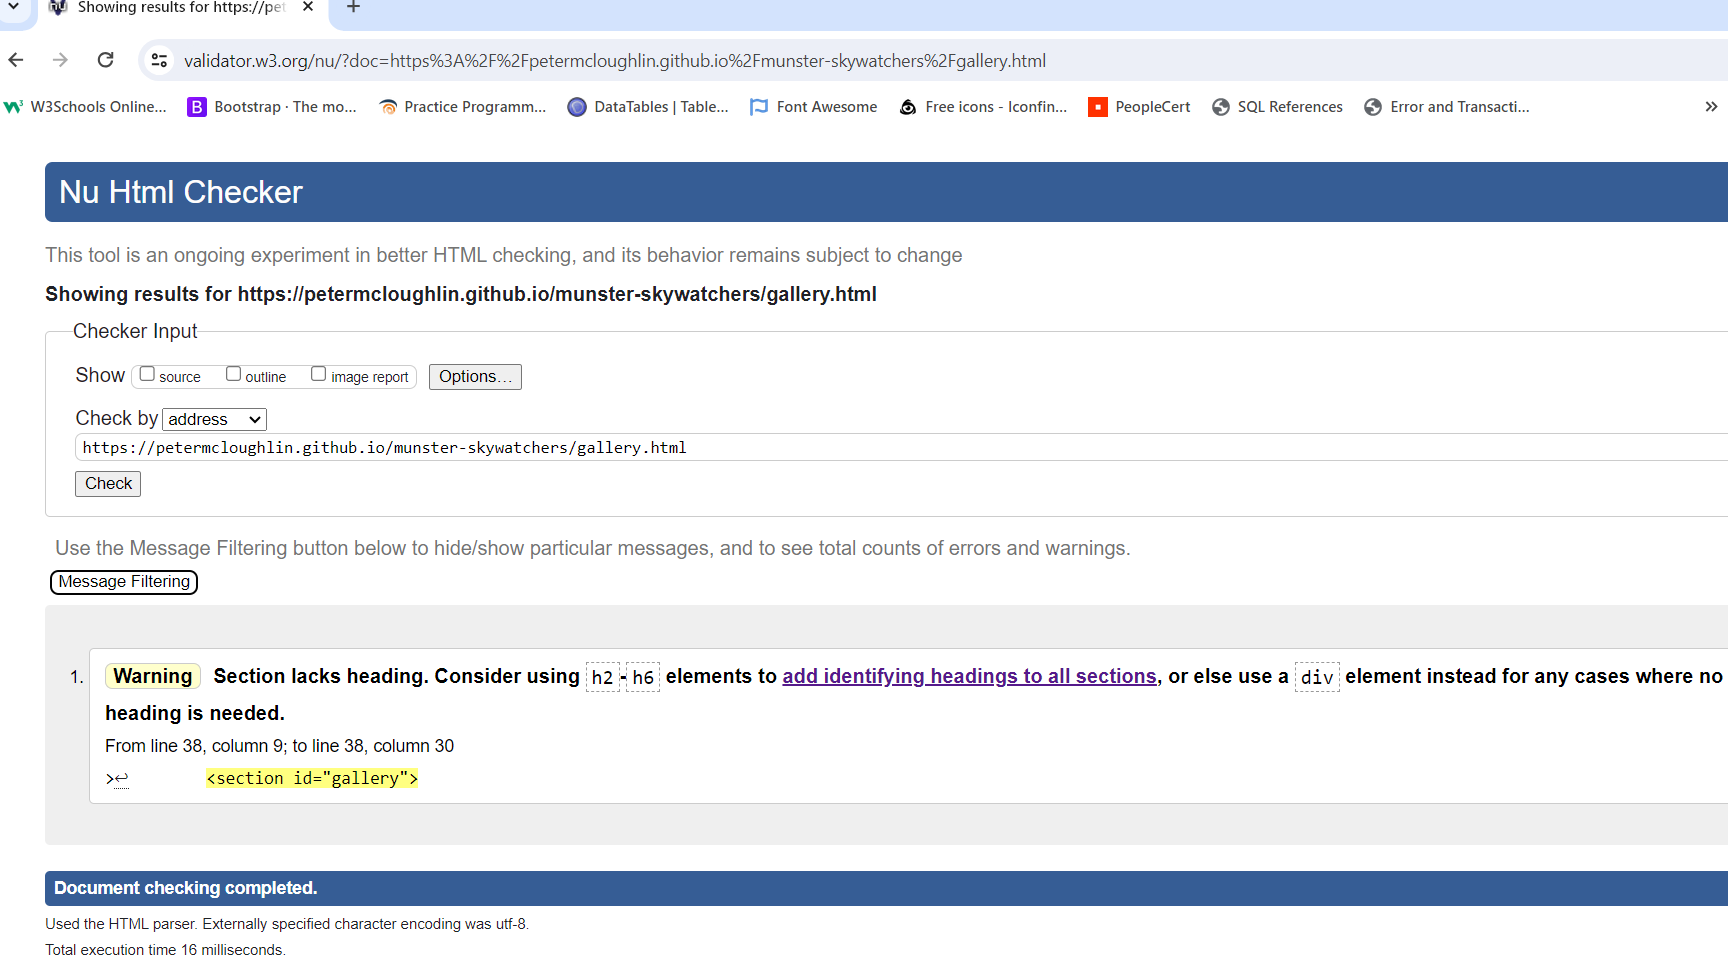 Showing results for https://pet
validator.w3.org/nu/?doc=https%3A%2F%2Fpetermcloughlin.github.io%2Fmunster-skywatchers%2Fgallery.html
W3Schools Online... Bootstrap · The mo... Practice Programm... DataTables | Table... Font Awesome Free icons - Iconfin... PeopleCert SQL References Error and Transacti... »
Nu Html Checker
This tool is an ongoing experiment in better HTML checking, and its behavior remains subject to change
Showing results for https://petermcloughlin.github.io/munster-skywatchers/gallery.html
Checker Input
Show source outline image report Options...
Check by address
https://petermcloughlin.github.io/munster-skywatchers/gallery.html
Check
Use the Message Filtering button below to hide/show particular messages, and to see total counts of errors and warnings.
Message Filtering
1. Warning Section lacks heading. Consider using h2-h6 elements to add identifying headings to all sections, or else use a div element instead for any cases where no
heading is needed.
From line 38, column 9; to line 38, column 30
>↩ <section id="gallery">
Document checking completed.
Used the HTML parser. Externally specified character encoding was utf-8.
Total execution time 16 milliseconds.